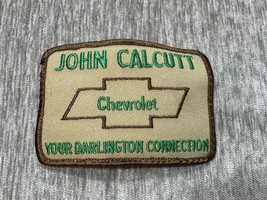 JOHN CALCUTT
Chevrolet
YOUR DARLINGTON CONNECTION